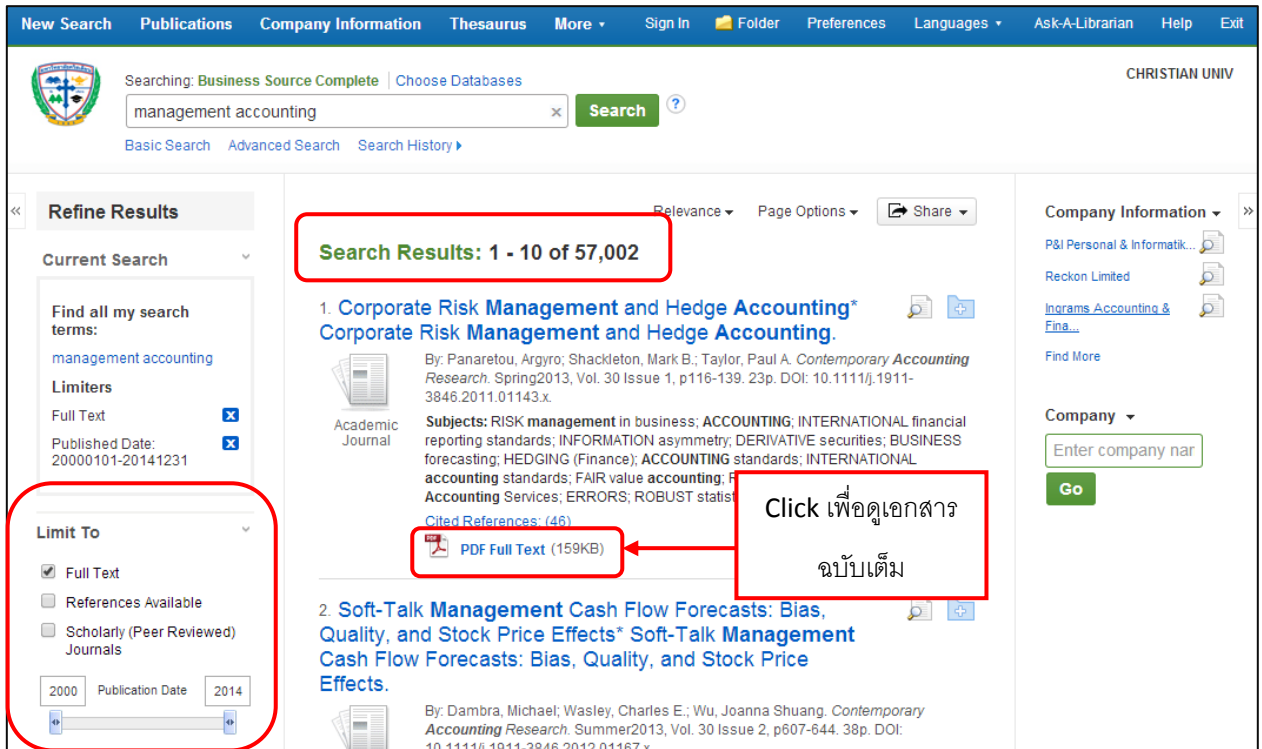 New Search Publications Company Information Thesaurus More Sign In Folder Preferences Languages Ask-A-Librarian Help Exit
Searching: Business Source Complete Choose Databases
CHRISTIAN UNIV
management accounting × Search ?
Basic Search Advanced Search Search History
« Refine Results
Current Search
Find all my search
terms:
management accounting
Limiters
Full Text x
Published Date: x
20000101-20141231
Limit To
Full Text
References Available
Scholarly (Peer Reviewed)
Journals
2000 Publication Date 2014
Relevance Page Options Share
Search Results: 1 - 10 of 57,002
1. Corporate Risk Management and Hedge Accounting*
Corporate Risk Management and Hedge Accounting.
By: Panaretou, Argyro; Shackleton, Mark B.; Taylor, Paul A. Contemporary Accounting
Research. Spring2013, Vol. 30 Issue 1, p116-139. 23p. DOI: 10.1111/j.1911-
3846.2011.01143.x.
Academic
Journal
Subjects: RISK management in business; ACCOUNTING; INTERNATIONAL financial
reporting standards; INFORMATION asymmetry; DERIVATIVE securities; BUSINESS
forecasting; HEDGING (Finance); ACCOUNTING standards; INTERNATIONAL
accounting standards; FAIR value accounting;
Accounting Services; ERRORS; ROBUST
Cited References: (46)
PDF Full Text (159KB)
Click เพื่อดูเอกสาร
ฉบับเต็ม
2. Soft-Talk Management Cash Flow Forecasts: Bias,
Quality, and Stock Price Effects* Soft-Talk Management
Cash Flow Forecasts: Bias, Quality, and Stock Price
Effects.
By: Dambra, Michael; Wasley, Charles E.; Wu, Joanna Shuang. Contemporary
Accounting Research. Summer2013, Vol. 30 Issue 2, p607-644. 38p. DOI:
10.1111/j.1911-3846.2012.01167.x
Company Information »
P&I Personal & Informatik...
Reckon Limited
Ingrams Accounting &
Fina...
Find More
Company
Enter company nar
Go